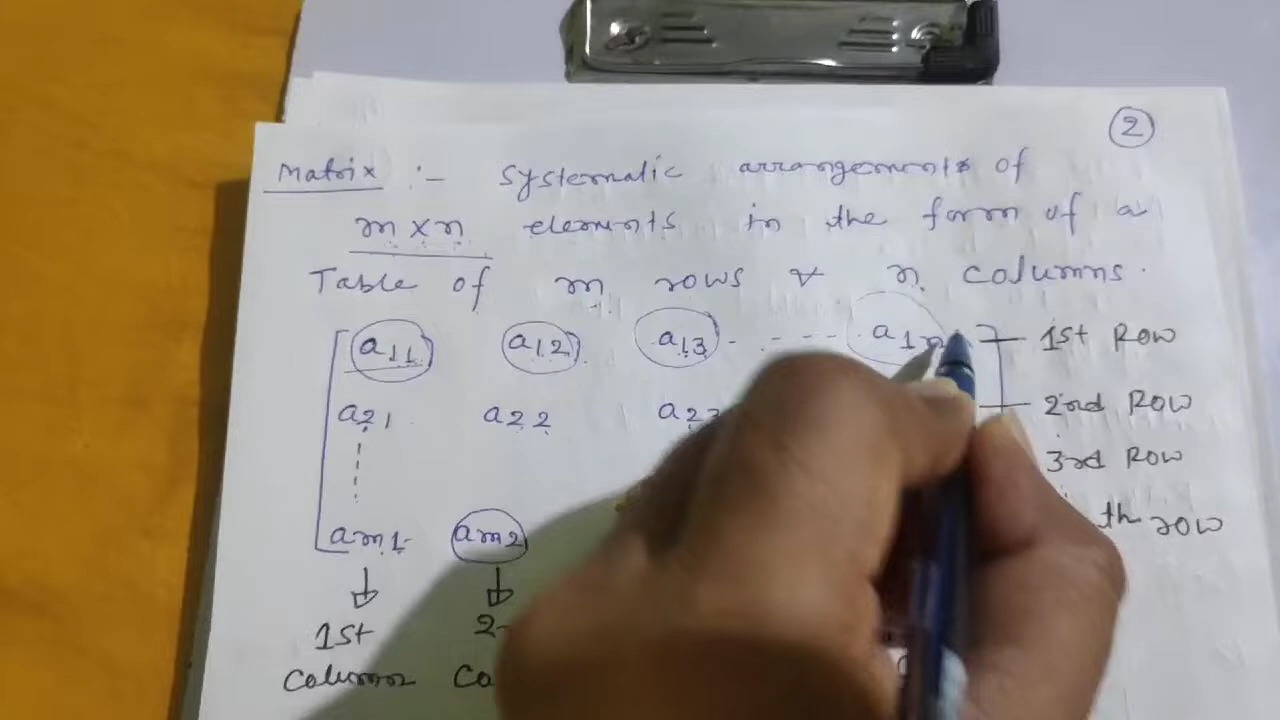 2
Matrix :- Systematic arrangements of
m x n elements in the form of a
Table of m rows & n columns.
a11 a12 a13 - . - - - a1n 1st Row
a21 a22 2nd Row
3rd Row
am1 am2 th row
1st
Column